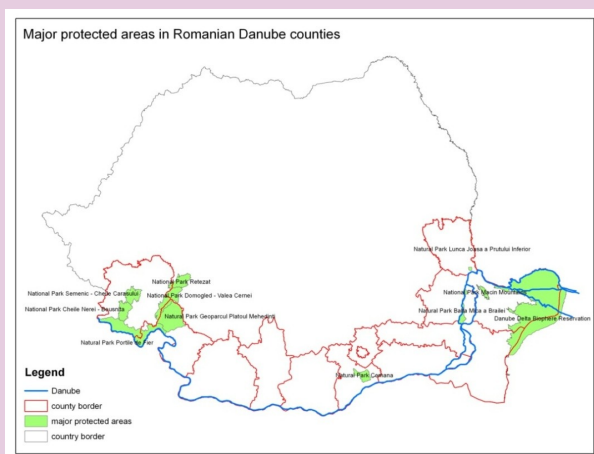 Major protected areas in Romanian Danube counties
Natural Park Lunca Joasa a Prutului Inferior
National Park Retezat
National Park Semenic - Cheile Carasului
National Park Domogled - Valea Cernei
National Park Macin Mountains
National Park Cheile Nerei - Beusnita
Natural Park Geoparcul Platoul Mehedinti
Natural Park Balta Mica a Brailei
Danube Delta Biosphere Reservation
Natural Park Portile de Fier
Natural Park Comana
Legend
Danube
county border
major protected areas
country border